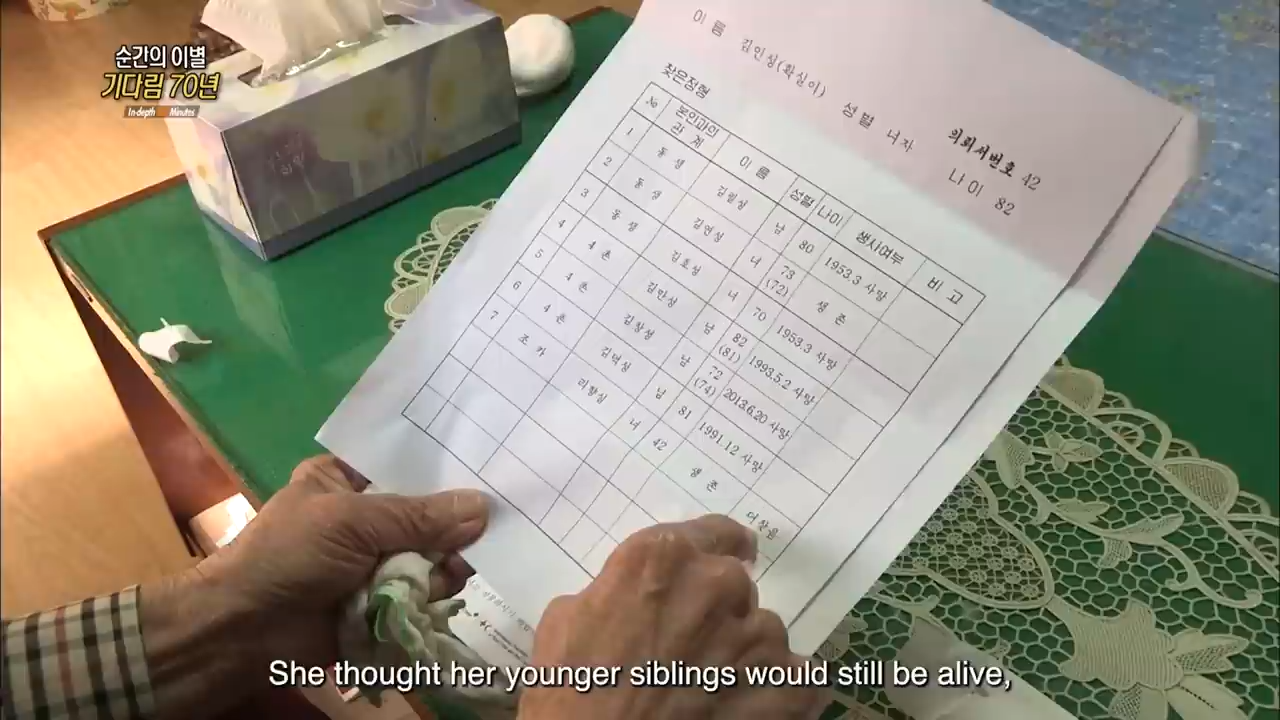 순간의 이별
기다림 70년
In-depth 30 Minutes
이 름 김인성(확실이) 성별 녀자 의뢰서번호 42
나 이 82
찾은정형
№ 본인과의 관 계 이 름 성별 나이 생사여부 비 고
1 동 생 김일성 남 80 1953.3 사망
2 동 생 김연성 녀 73 (72) 생 존
3 동 생 김호성 녀 70 1953.3 사망
4 4 촌 김만성 남 82 (81) 1993.5.2 사망
5 4 촌 김창성 남 72 (74) 2013.6.20 사망
6 4 촌 김덕성 남 81 1991.12 사망
7 조 카 리향심 녀 42 생 존 더찾음
She thought her younger siblings would still be alive,